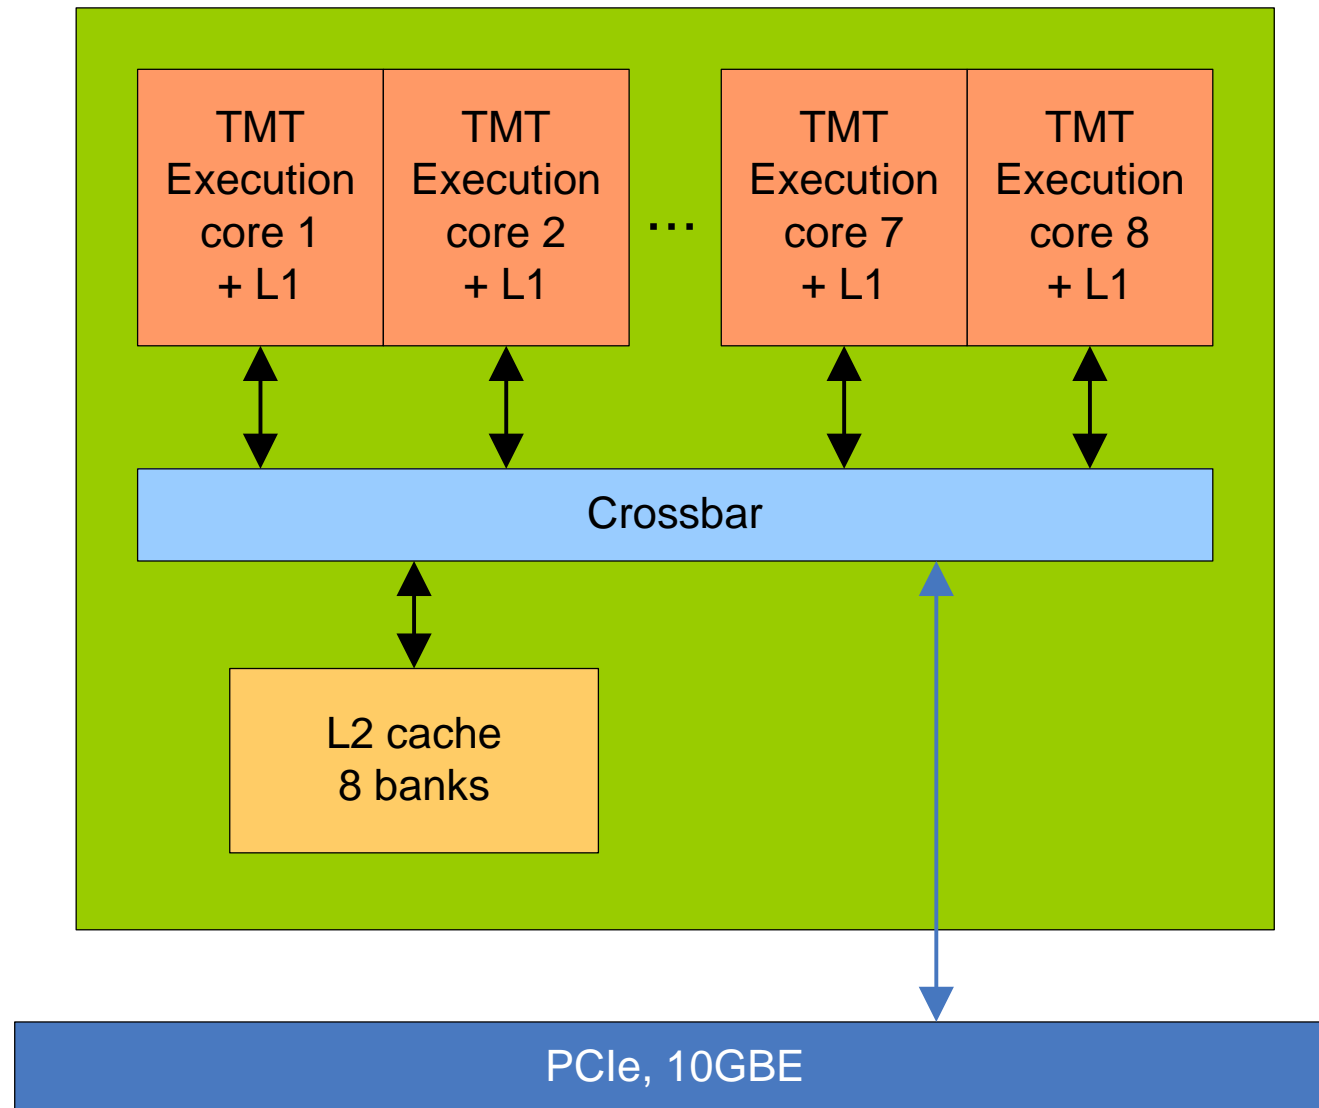 TMT
Execution
core 1
+ L1
TMT
Execution
core 2
+ L1
...
TMT
Execution
core 7
+ L1
TMT
Execution
core 8
+ L1
Crossbar
L2 cache
8 banks
PCIe, 10GBE